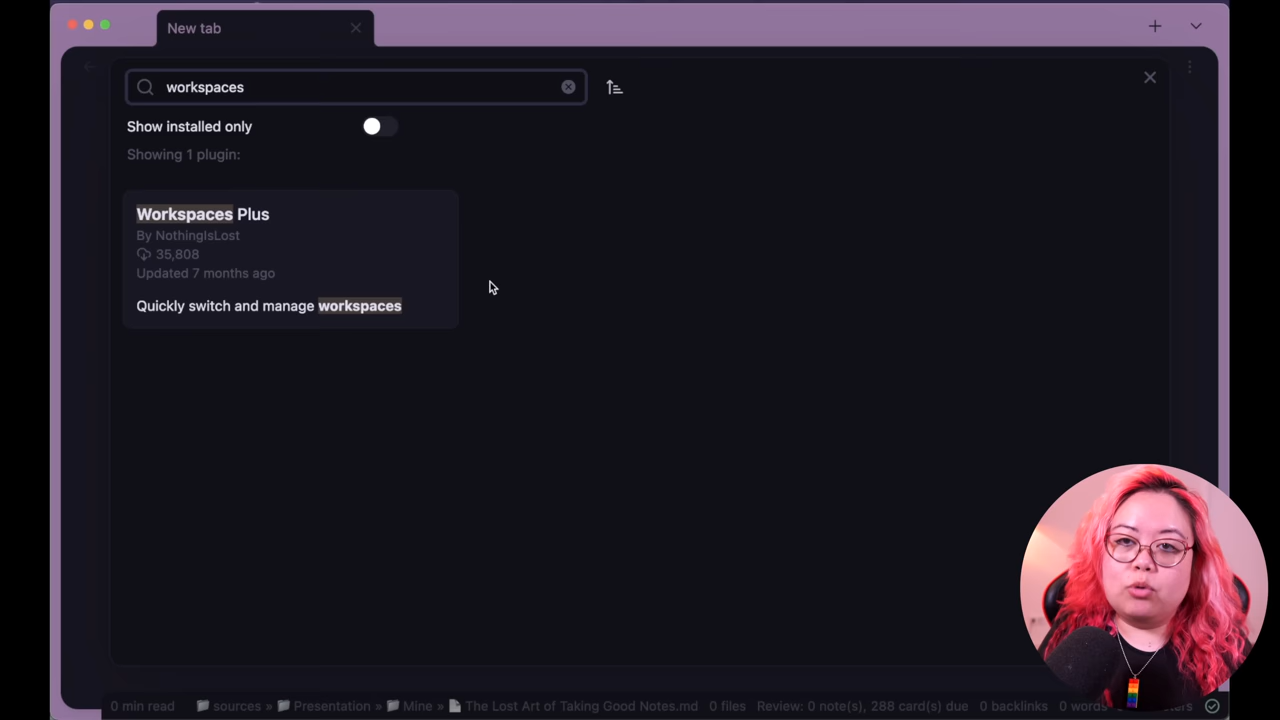 New tab
workspaces
Show installed only
Showing 1 plugin:
Workspaces Plus
By NothingIsLost
35,808
Updated 7 months ago
Quickly switch and manage workspaces
0 min read sources » Presentation » Mine » The Lost Art of Taking Good Notes.md 0 files Review: 0 note(s), 288 card(s) due 0 backlinks 0 words